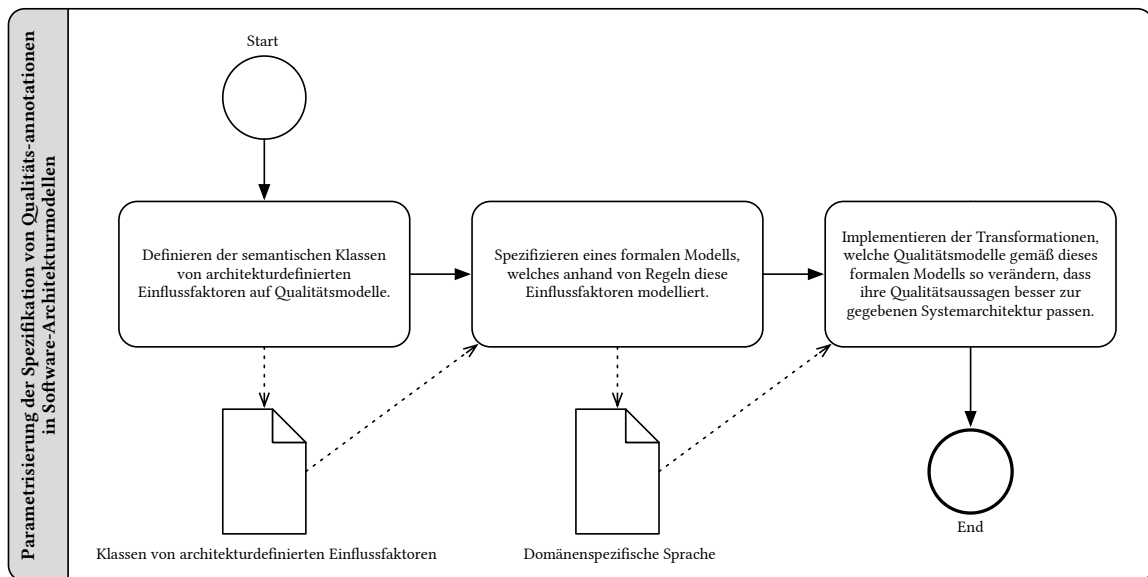 Parametrisierung der Spezifikation von Qualitäts-annotationen
in Software-Architekturmodellen
Start
Definieren der semantischen Klassen
von architekturdefinierten
Einflussfaktoren auf Qualitätsmodelle.
Spezifizieren eines formalen Modells,
welches anhand von Regeln diese
Einflussfaktoren modelliert.
Implementieren der Transformationen,
welche Qualitätsmodelle gemäß dieses
formalen Modells so verändern, dass
ihre Qualitätsaussagen besser zur
gegebenen Systemarchitektur passen.
Klassen von architekturdefinierten Einflussfaktoren
Domänenspezifische Sprache
End